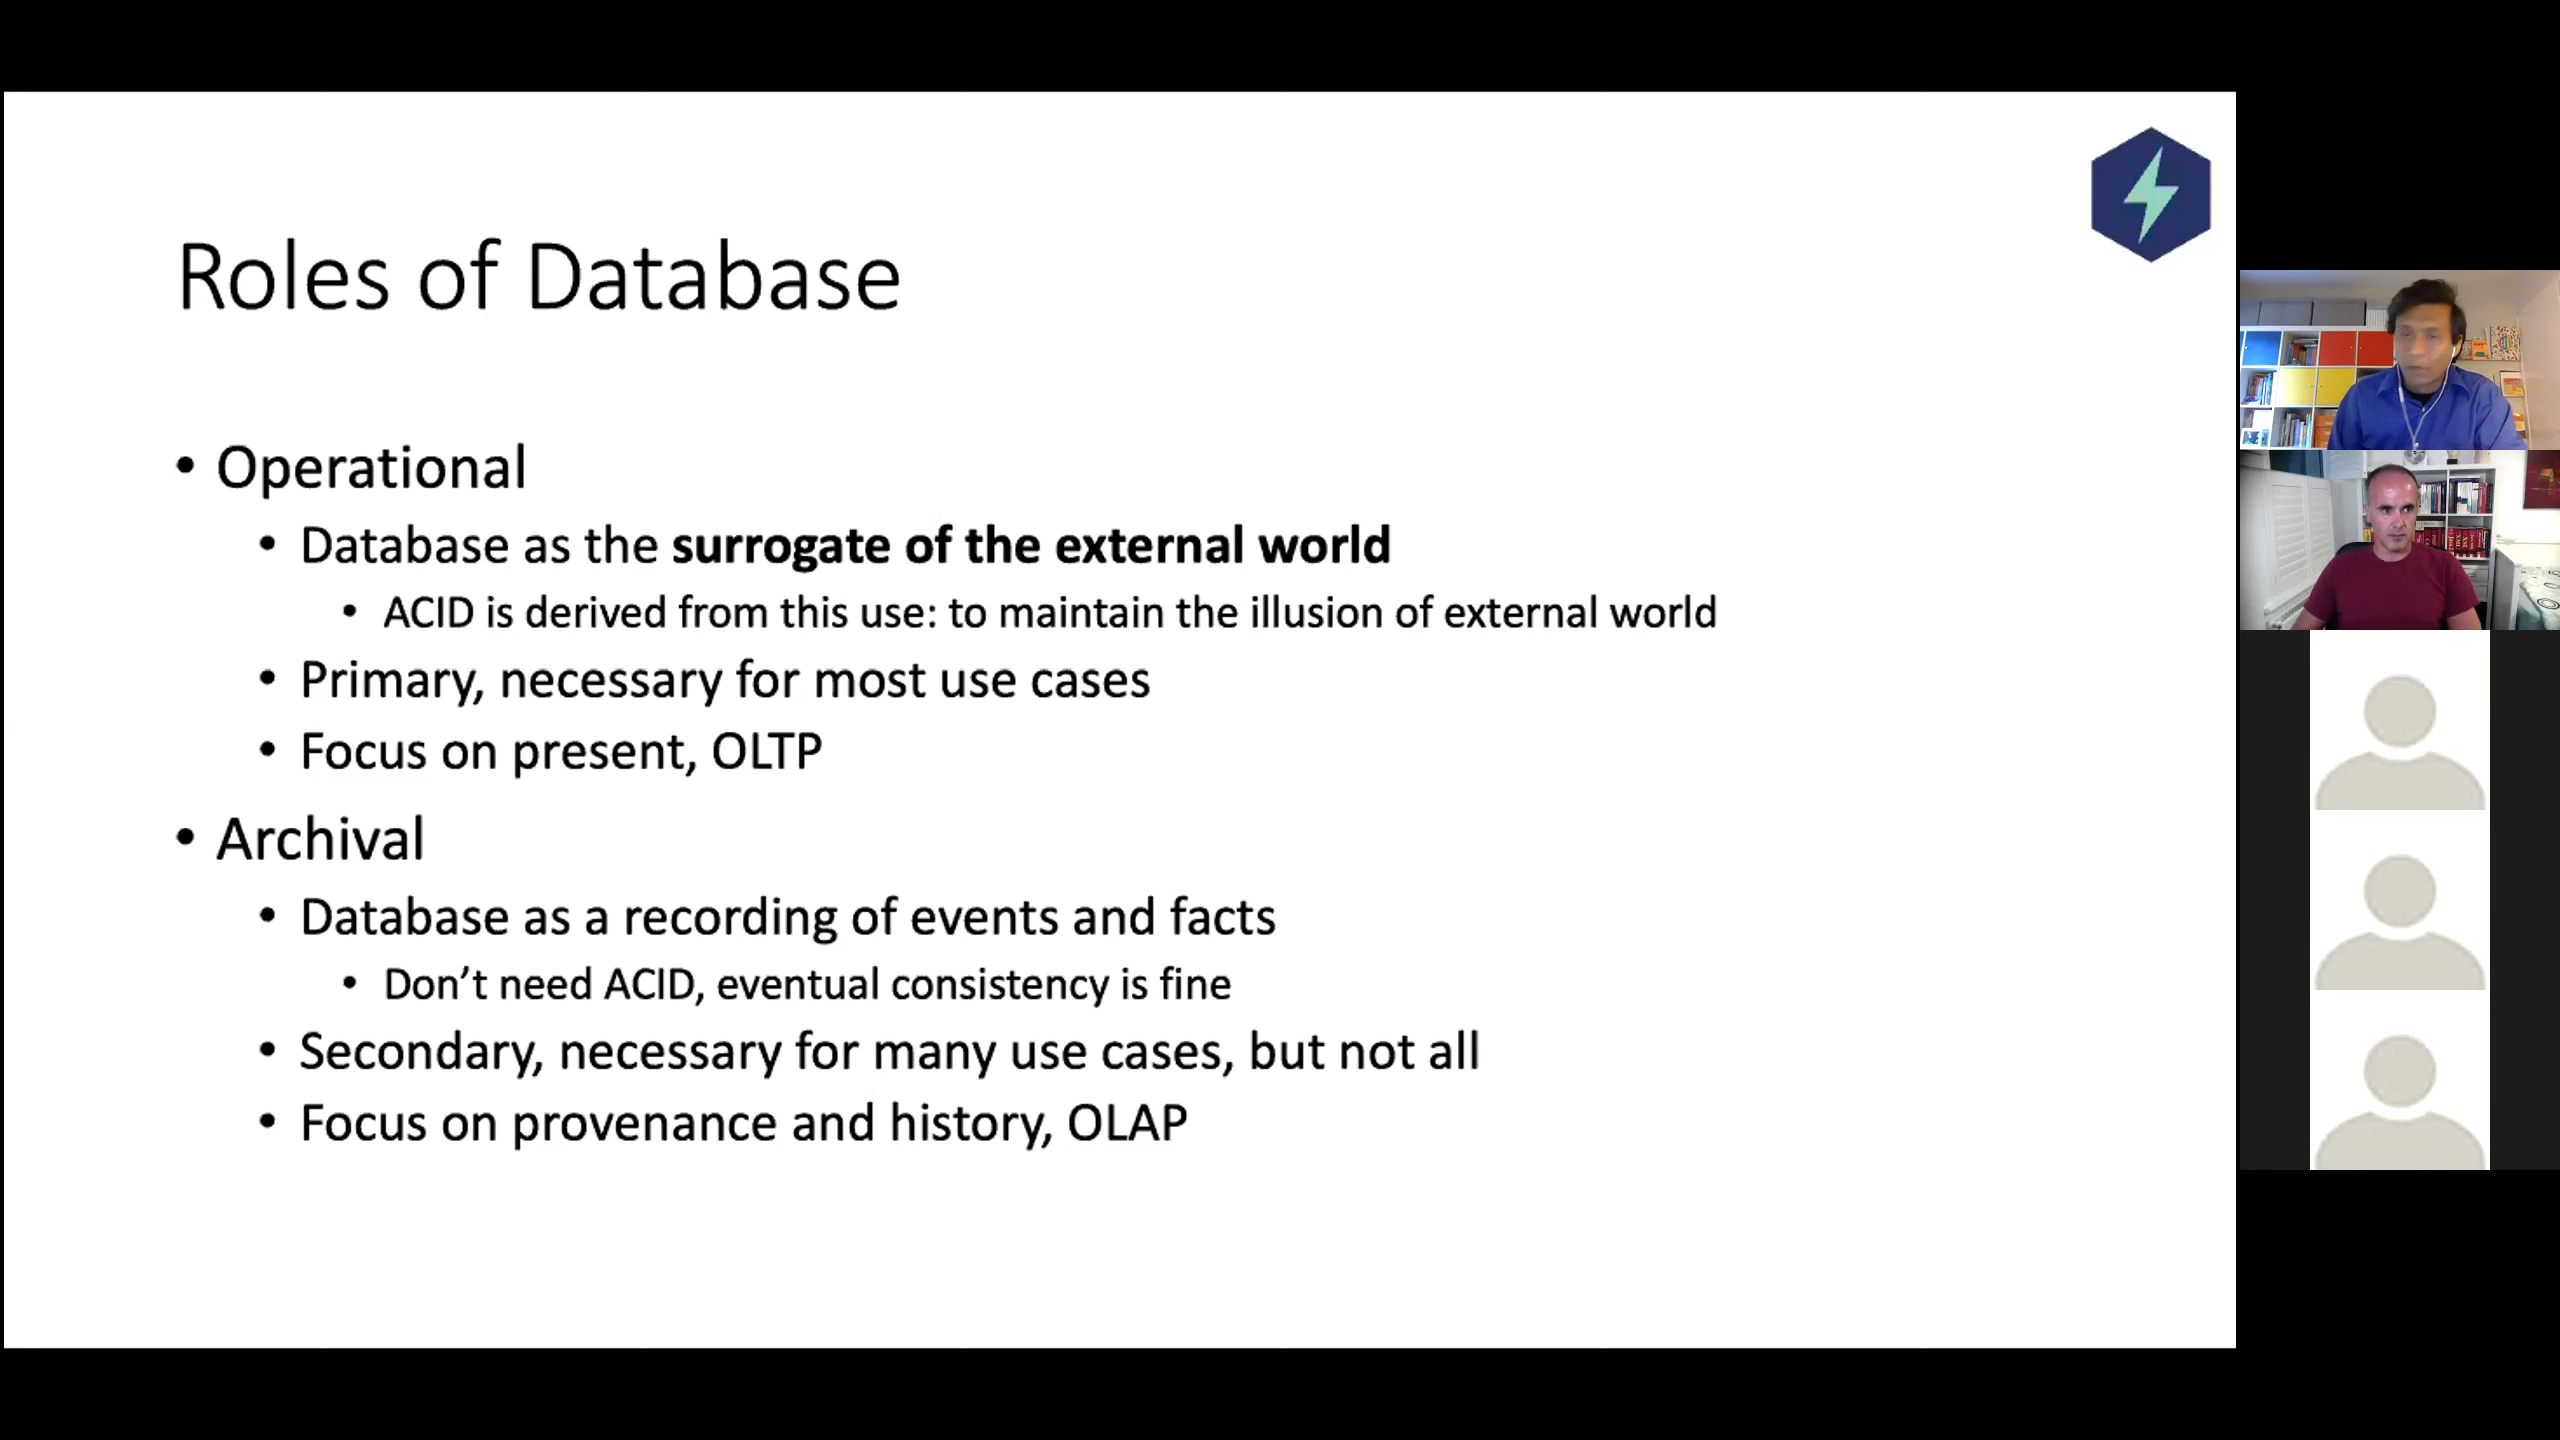 Roles of Database
• Operational
• Database as the surrogate of the external world
• ACID is derived from this use: to maintain the illusion of external world
• Primary, necessary for most use cases
• Focus on present, OLTP
• Archival
• Database as a recording of events and facts
• Don’t need ACID, eventual consistency is fine
• Secondary, necessary for many use cases, but not all
• Focus on provenance and history, OLAP